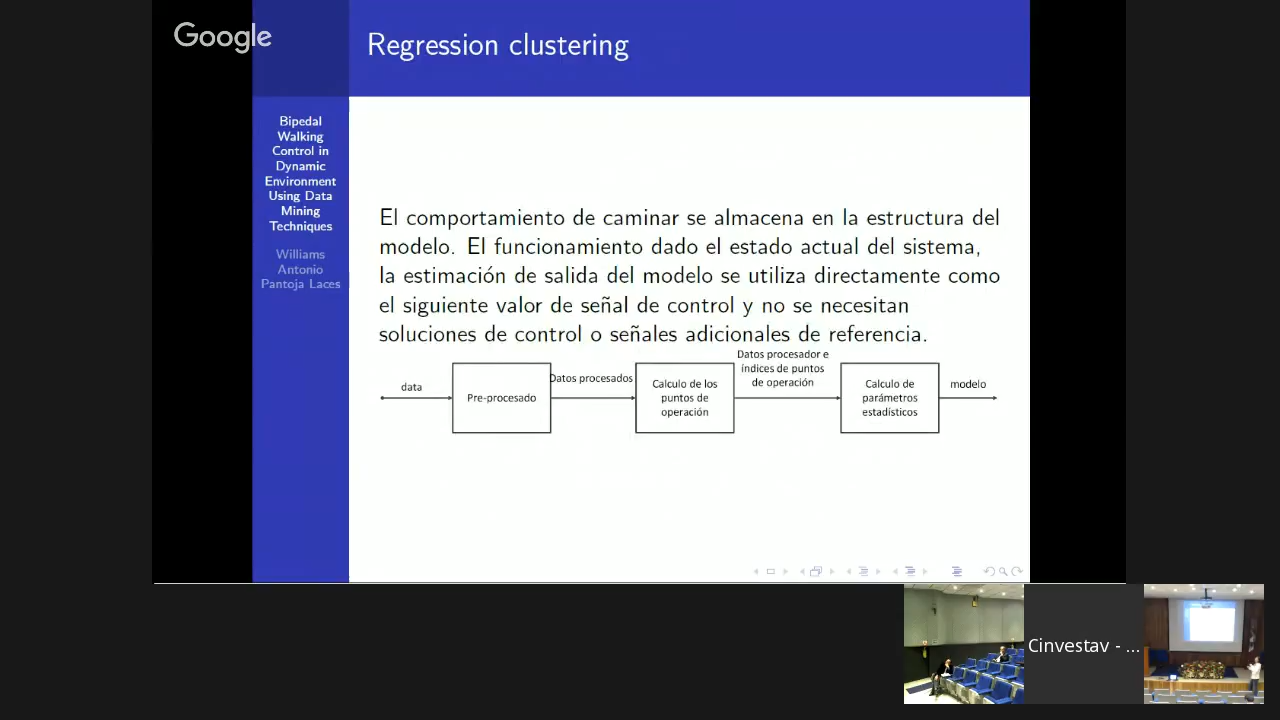 Google
Regression clustering
Bipedal
Walking
Control in
Dynamic
Environment
Using Data
Mining
Techniques
Williams
Antonio
Pantoja Laces
El comportamiento de caminar se almacena en la estructura del
modelo. El funcionamiento dado el estado actual del sistema,
la estimación de salida del modelo se utiliza directamente como
el siguiente valor de señal de control y no se necesitan
soluciones de control o señales adicionales de referencia.
data
Pre-procesado
Datos procesados
Calculo de los
puntos de
operación
Datos procesador e
índices de puntos
de operación
Calculo de
parámetros
estadísticos
modelo
Cinvestav - ...